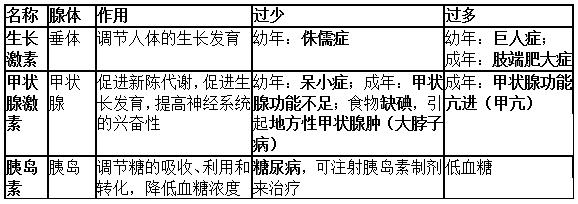 名称 腺体 作用 过少 过多
生长 垂体 调节人体的生长发育 幼年：侏儒症 幼年：巨人症；
激素 成年：肢端肥大症
甲状 甲状 促进新陈代谢，促进生 幼年：呆小症；成年：甲状 成年：甲状腺功能
腺激 腺 长发育，提高神经系统 腺功能不足；食物缺碘，引 亢进（甲亢）
素 的兴奋性 起地方性甲状腺肿（大脖子
病）
胰岛 胰岛 调节糖的吸收、利用和 糖尿病，可注射胰岛素制剂 低血糖
素 转化，降低血糖浓度 来治疗